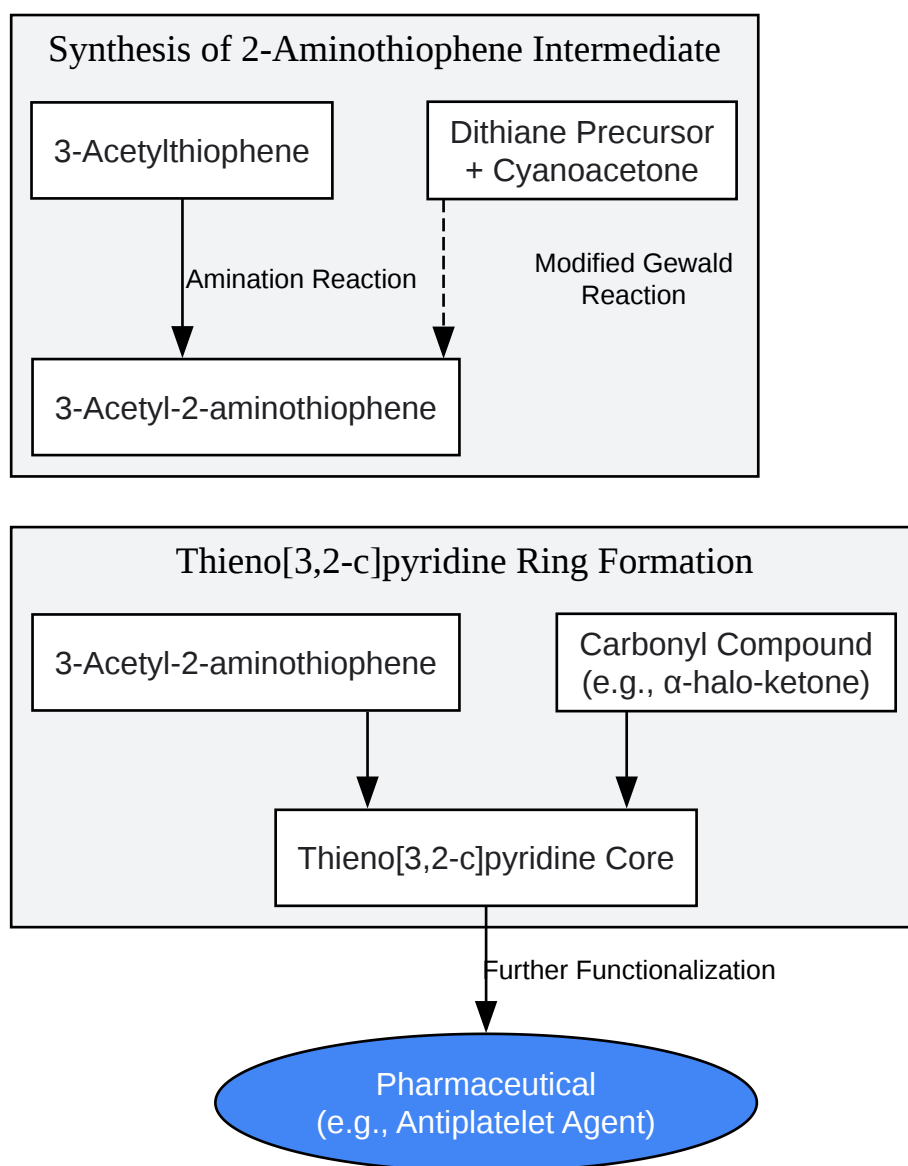 Synthesis of 2-Aminothiophene Intermediate
3-Acetylthiophene
Dithiane Precursor
+ Cyanoacetone
Amination Reaction
Modified Gewald
Reaction
3-Acetyl-2-aminothiophene
Thieno[3,2-c]pyridine Ring Formation
3-Acetyl-2-aminothiophene
Carbonyl Compound
(e.g., α-halo-ketone)
Thieno[3,2-c]pyridine Core
Further Functionalization
Pharmaceutical
(e.g., Antiplatelet Agent)